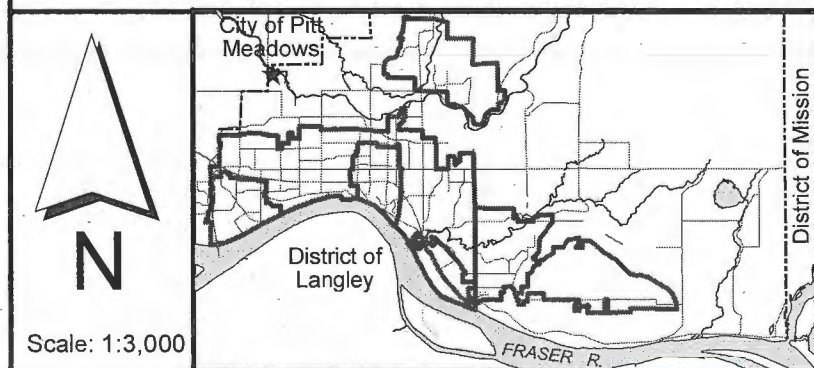 N
Scale: 1:3,000
City of Pitt
Meadows
District of
Langley
FRASER R.
District of Mission